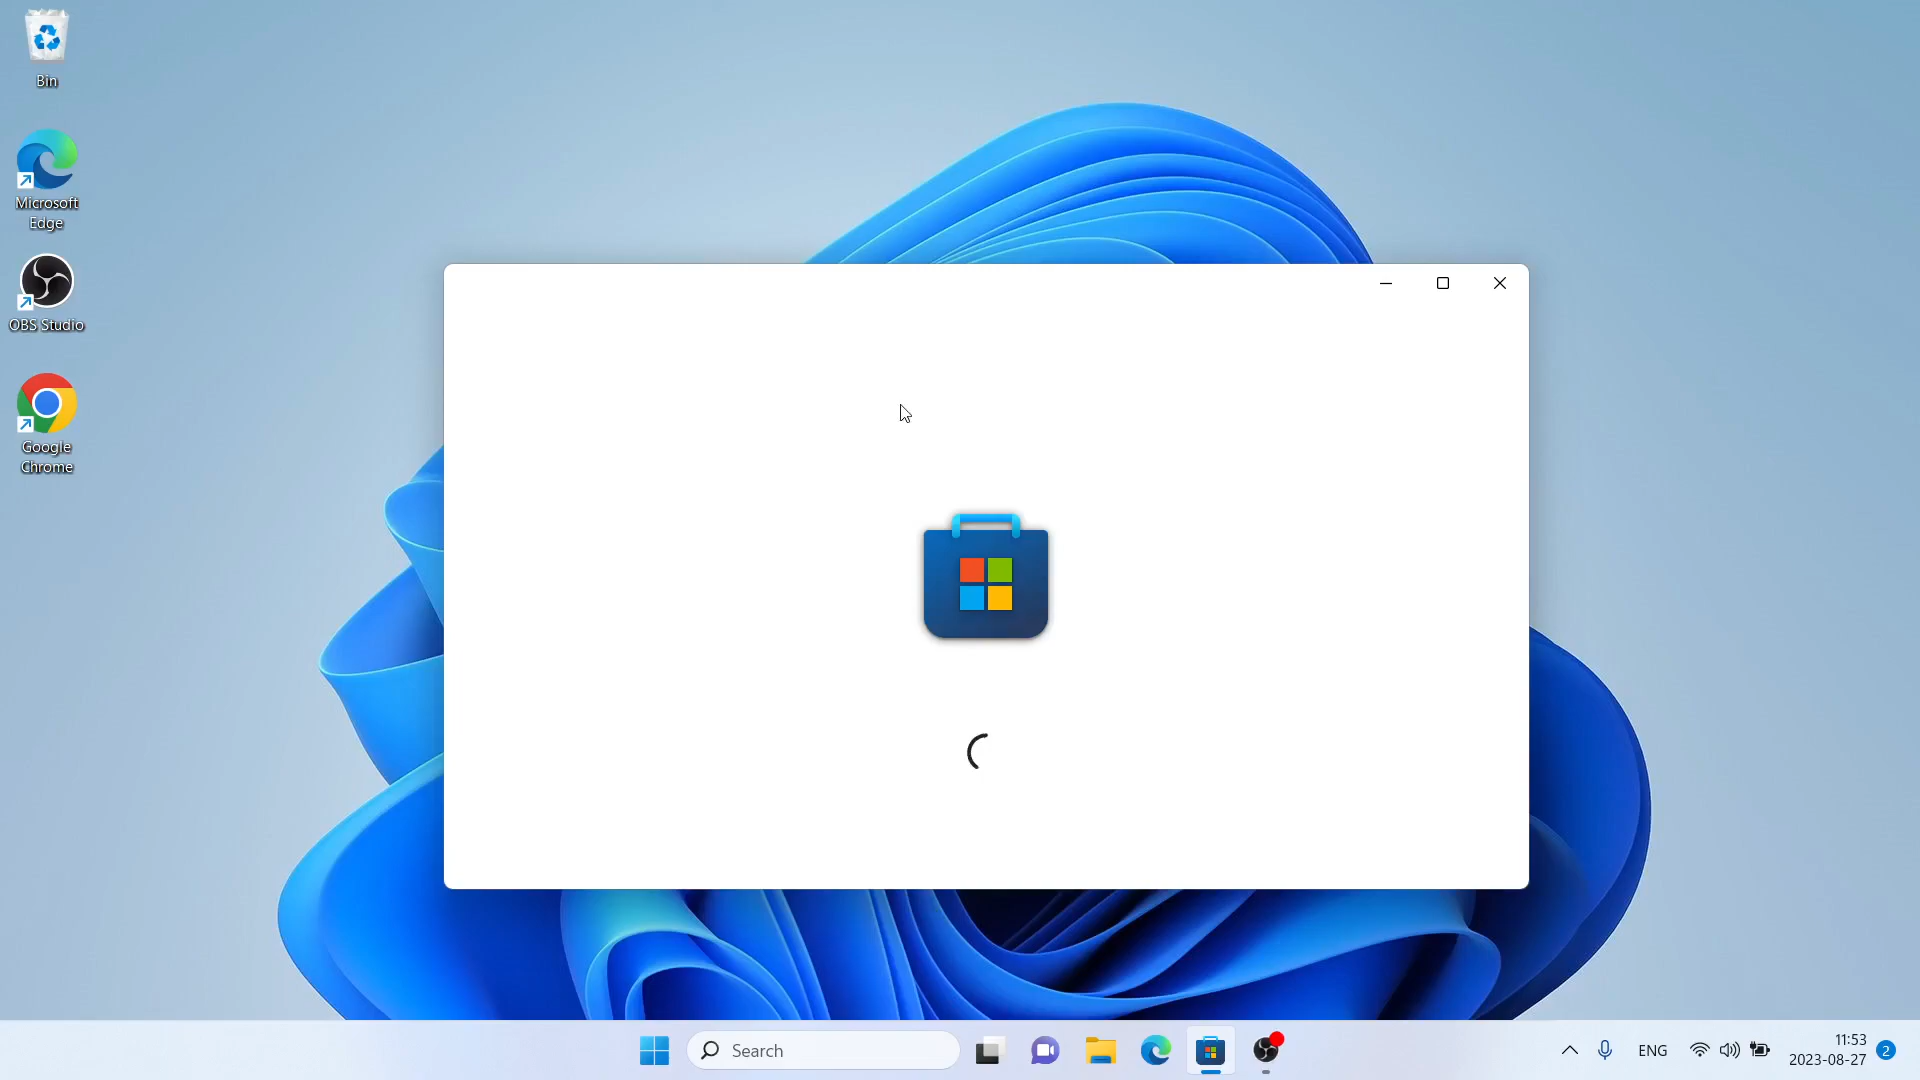 Bin
Microsoft
Edge
OBS Studio
Google
Chrome
Search
ENG
11:53
2023-08-27
2